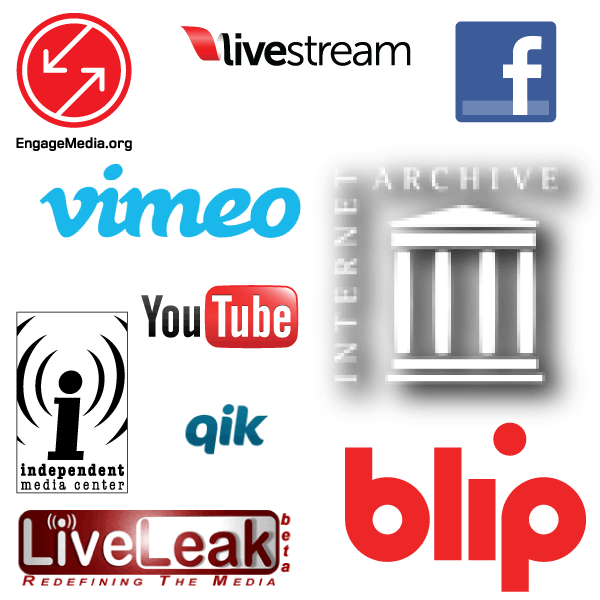 livestream
f
EngageMedia.org
vimeo
INTERNET
ARCHIVE
YouTube
i
independent
media center
qik
blip
LiveLeak
beta
REDEFINING THE MEDIA